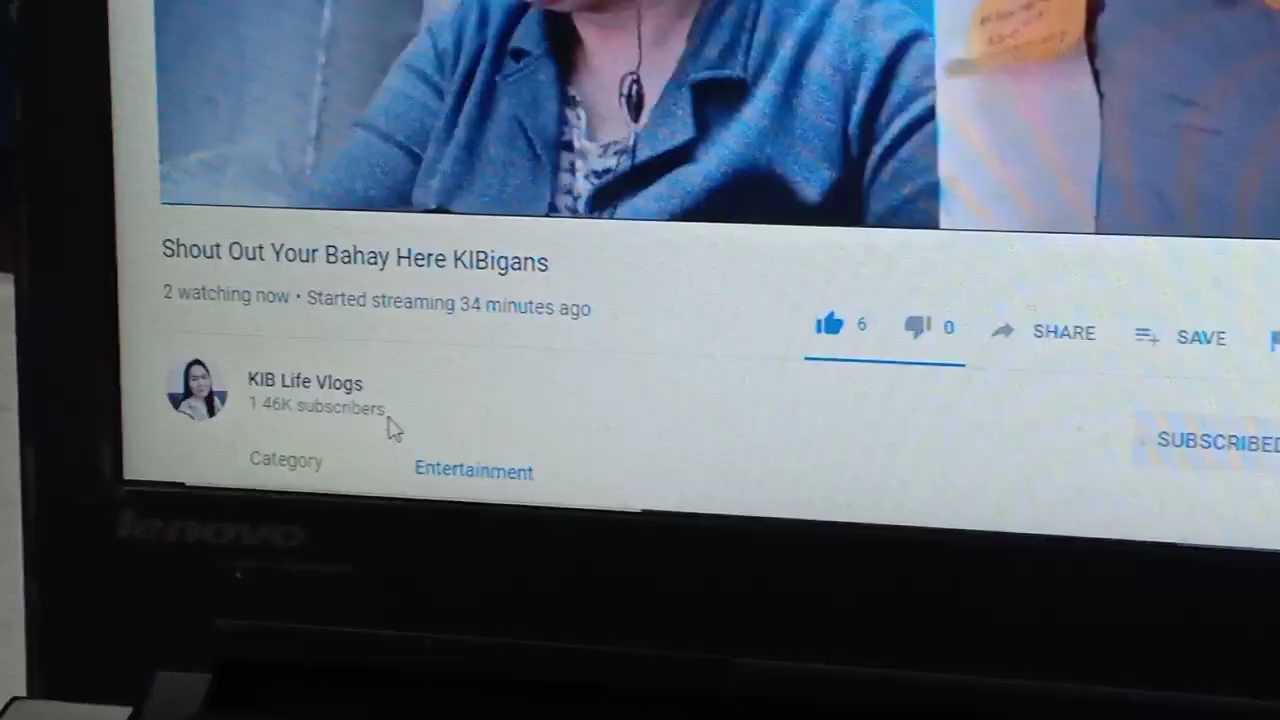 Shout Out Your Bahay Here KIBigans
2 watching now • Started streaming 34 minutes ago
6 0 SHARE SAVE
KIB Life Vlogs
1.46K subscribers
SUBSCRIBED
Category Entertainment
lenovo